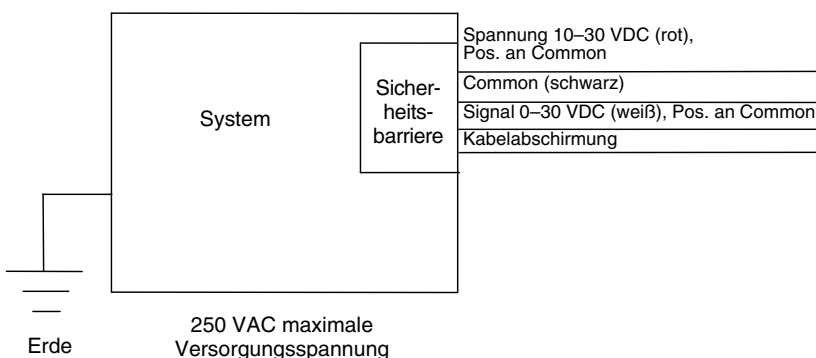 Spannung 10–30 VDC (rot),
Pos. an Common
Common (schwarz)
Signal 0–30 VDC (weiß), Pos. an Common
Kabelabschirmung
Sicher-
heits-
barriere
System
250 VAC maximale
Versorgungsspannung
Erde